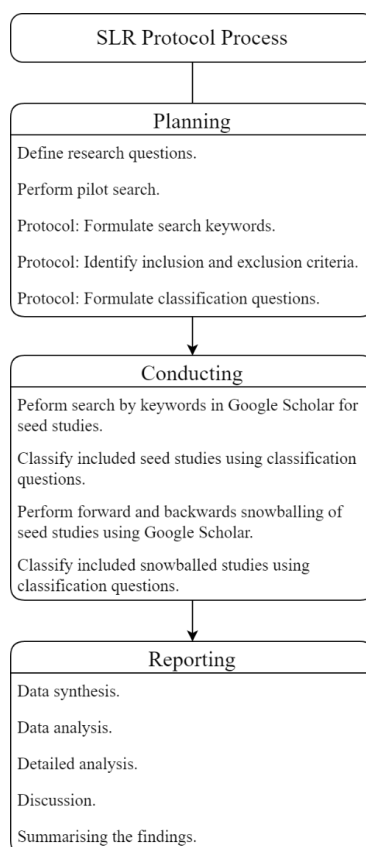 SLR Protocol Process
Planning
Define research questions.
Perform pilot search.
Protocol: Formulate search keywords.
Protocol: Identify inclusion and exclusion criteria.
Protocol: Formulate classification questions.
Conducting
Peform search by keywords in Google Scholar for
seed studies.
Classify included seed studies using classification
questions.
Perform forward and backwards snowballing of
seed studies using Google Scholar.
Classify included snowballed studies using
classification questions.
Reporting
Data synthesis.
Data analysis.
Detailed analysis.
Discussion.
Summarising the findings.